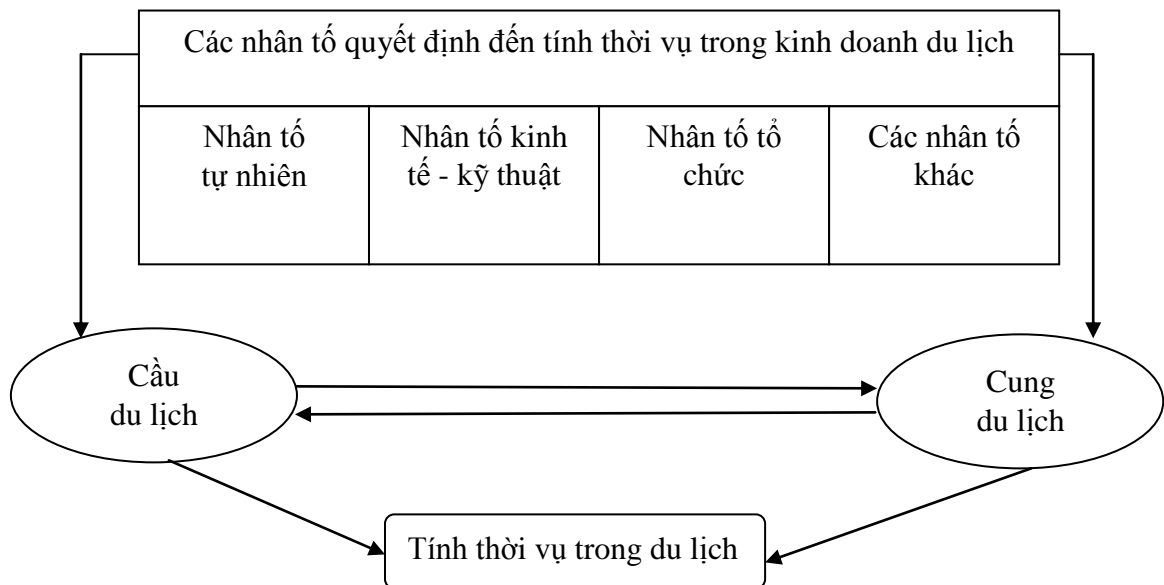 Các nhân tố quyết định đến tính thời vụ trong kinh doanh du lịch
Nhân tố
tự nhiên
Nhân tố kinh
tế - kỹ thuật
Nhân tố tổ
chức
Các nhân tố
khác
Cầu
du lịch
Cung
du lịch
Tính thời vụ trong du lịch